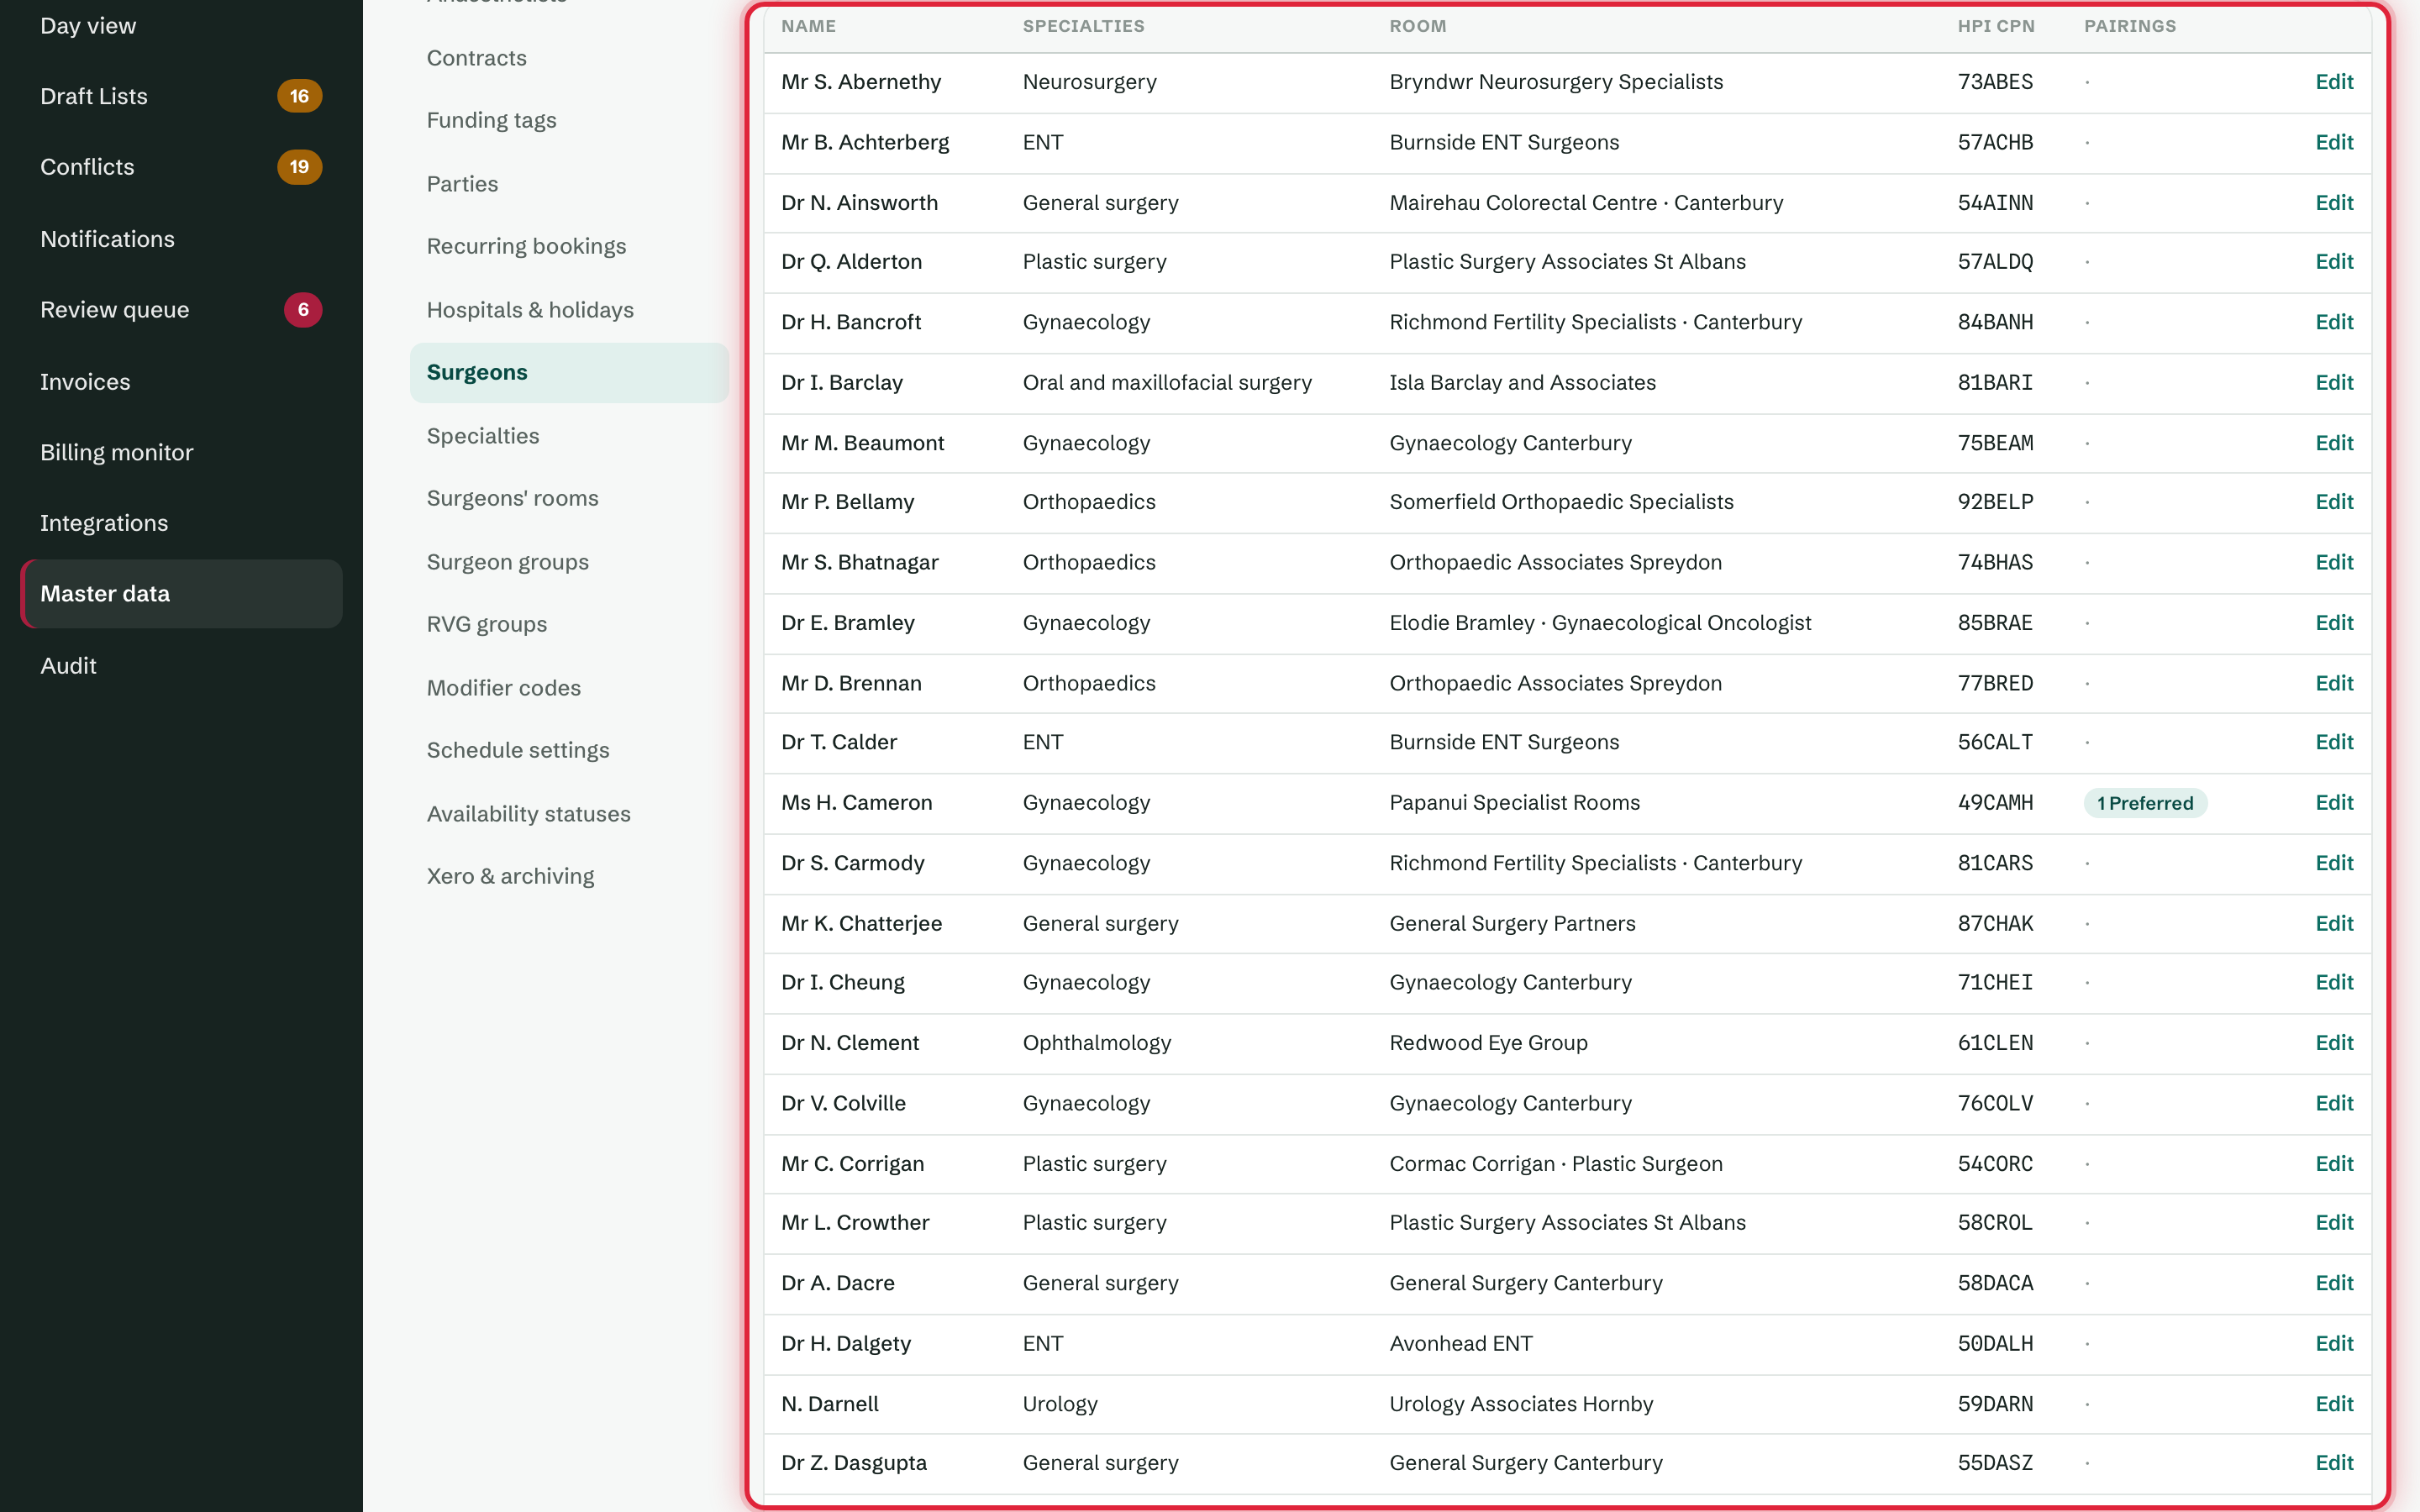 Day view
Draft Lists 16
Conflicts 19
Notifications
Review queue 6
Invoices
Billing monitor
Integrations
Master data
Audit
Contracts
Funding tags
Parties
Recurring bookings
Hospitals & holidays
Surgeons
Specialties
Surgeons' rooms
Surgeon groups
RVG groups
Modifier codes
Schedule settings
Availability statuses
Xero & archiving
NAME SPECIALTIES ROOM HPI CPN PAIRINGS
Mr S. Abernethy Neurosurgery Bryndwr Neurosurgery Specialists 73ABES · Edit
Mr B. Achterberg ENT Burnside ENT Surgeons 57ACHB · Edit
Dr N. Ainsworth General surgery Mairehau Colorectal Centre · Canterbury 54AINN · Edit
Dr Q. Alderton Plastic surgery Plastic Surgery Associates St Albans 57ALDQ · Edit
Dr H. Bancroft Gynaecology Richmond Fertility Specialists · Canterbury 84BANH · Edit
Dr I. Barclay Oral and maxillofacial surgery Isla Barclay and Associates 81BARI · Edit
Mr M. Beaumont Gynaecology Gynaecology Canterbury 75BEAM · Edit
Mr P. Bellamy Orthopaedics Somerfield Orthopaedic Specialists 92BELP · Edit
Mr S. Bhatnagar Orthopaedics Orthopaedic Associates Spreydon 74BHAS · Edit
Dr E. Bramley Gynaecology Elodie Bramley · Gynaecological Oncologist 85BRAE · Edit
Mr D. Brennan Orthopaedics Orthopaedic Associates Spreydon 77BRED · Edit
Dr T. Calder ENT Burnside ENT Surgeons 56CALT · Edit
Ms H. Cameron Gynaecology Papanui Specialist Rooms 49CAMH 1 Preferred Edit
Dr S. Carmody Gynaecology Richmond Fertility Specialists · Canterbury 81CARS · Edit
Mr K. Chatterjee General surgery General Surgery Partners 87CHAK · Edit
Dr I. Cheung Gynaecology Gynaecology Canterbury 71CHEI · Edit
Dr N. Clement Ophthalmology Redwood Eye Group 61CLEN · Edit
Dr V. Colville Gynaecology Gynaecology Canterbury 76COLV · Edit
Mr C. Corrigan Plastic surgery Cormac Corrigan · Plastic Surgeon 54CORC · Edit
Mr L. Crowther Plastic surgery Plastic Surgery Associates St Albans 58CROL · Edit
Dr A. Dacre General surgery General Surgery Canterbury 58DACA · Edit
Dr H. Dalgety ENT Avonhead ENT 50DALH · Edit
N. Darnell Urology Urology Associates Hornby 59DARN · Edit
Dr Z. Dasgupta General surgery General Surgery Canterbury 55DASZ · Edit